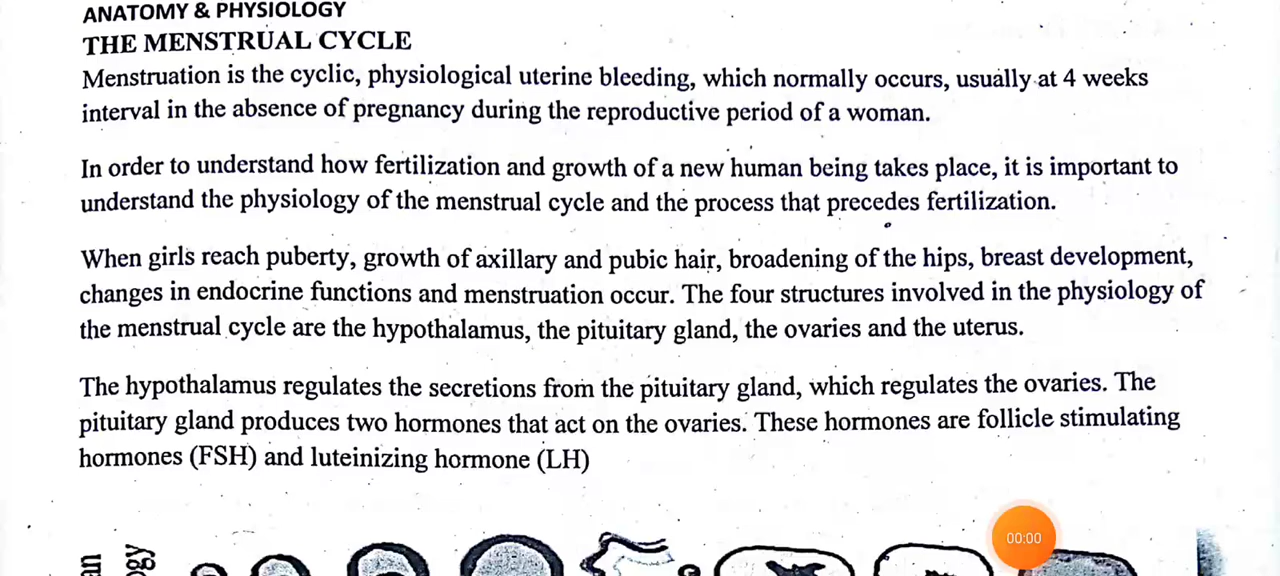 ANATOMY & PHYSIOLOGY
THE MENSTRUAL CYCLE
Menstruation is the cyclic, physiological uterine bleeding, which normally occurs, usually at 4 weeks
interval in the absence of pregnancy during the reproductive period of a woman.
In order to understand how fertilization and growth of a new human being takes place, it is important to
understand the physiology of the menstrual cycle and the process that precedes fertilization.
When girls reach puberty, growth of axillary and pubic hair, broadening of the hips, breast development,
changes in endocrine functions and menstruation occur. The four structures involved in the physiology of
the menstrual cycle are the hypothalamus, the pituitary gland, the ovaries and the uterus.
The hypothalamus regulates the secretions from the pituitary gland, which regulates the ovaries. The
pituitary gland produces two hormones that act on the ovaries. These hormones are follicle stimulating
hormones (FSH) and luteinizing hormone (LH)
00:00